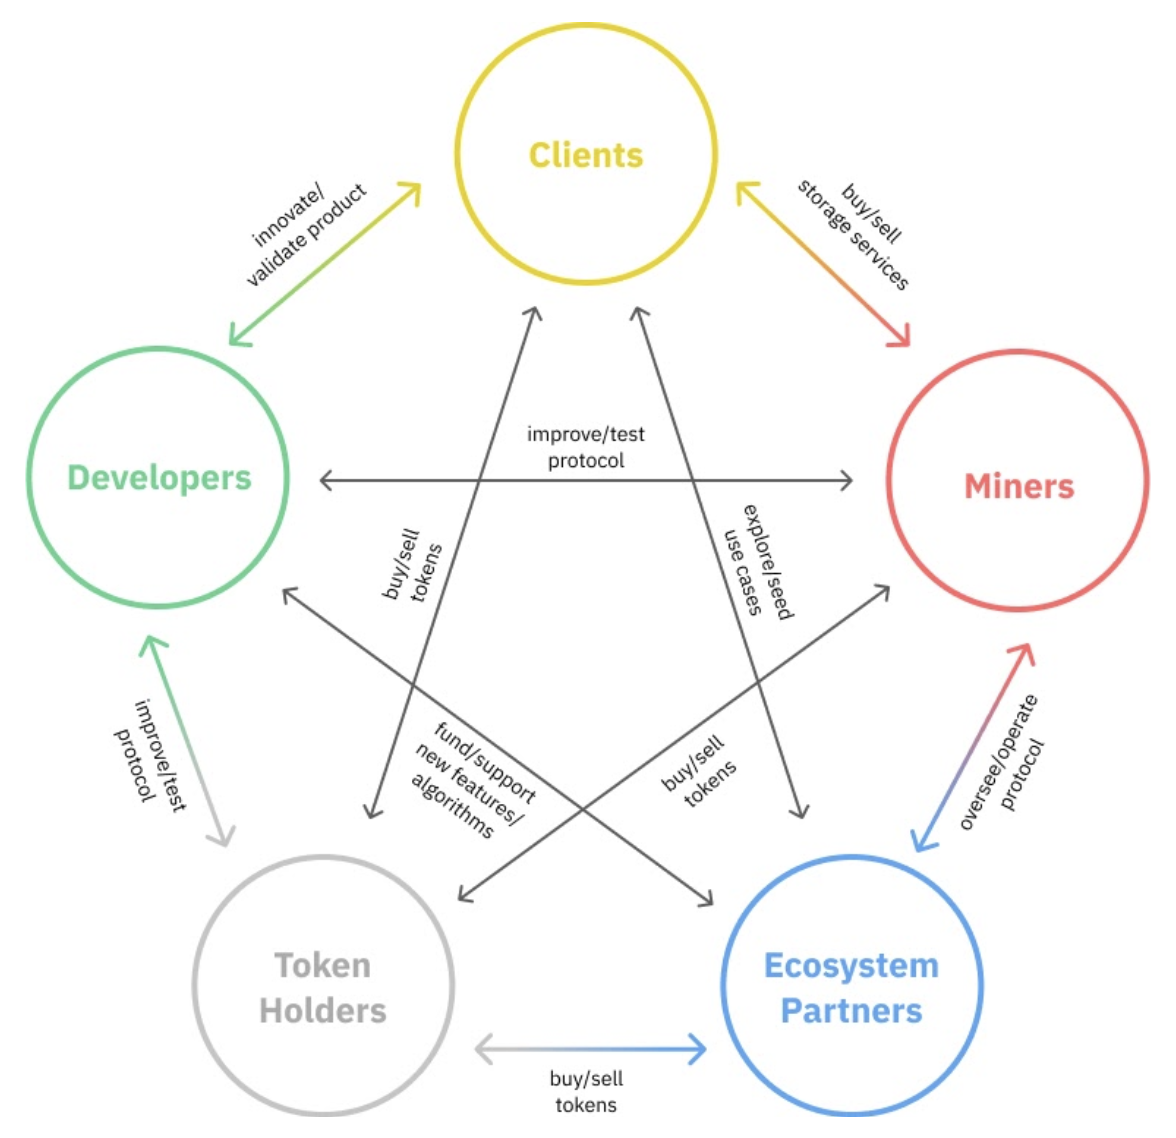 Clients
innovate/
validate product
buy/sell
storage services
Developers
improve/test
protocol
Miners
buy/sell
tokens
explore/seed
use cases
improve/test
protocol
fund/support
new features/
algorithms
buy/sell
tokens
oversee/operate
protocol
Token
Holders
Ecosystem
Partners
buy/sell
tokens